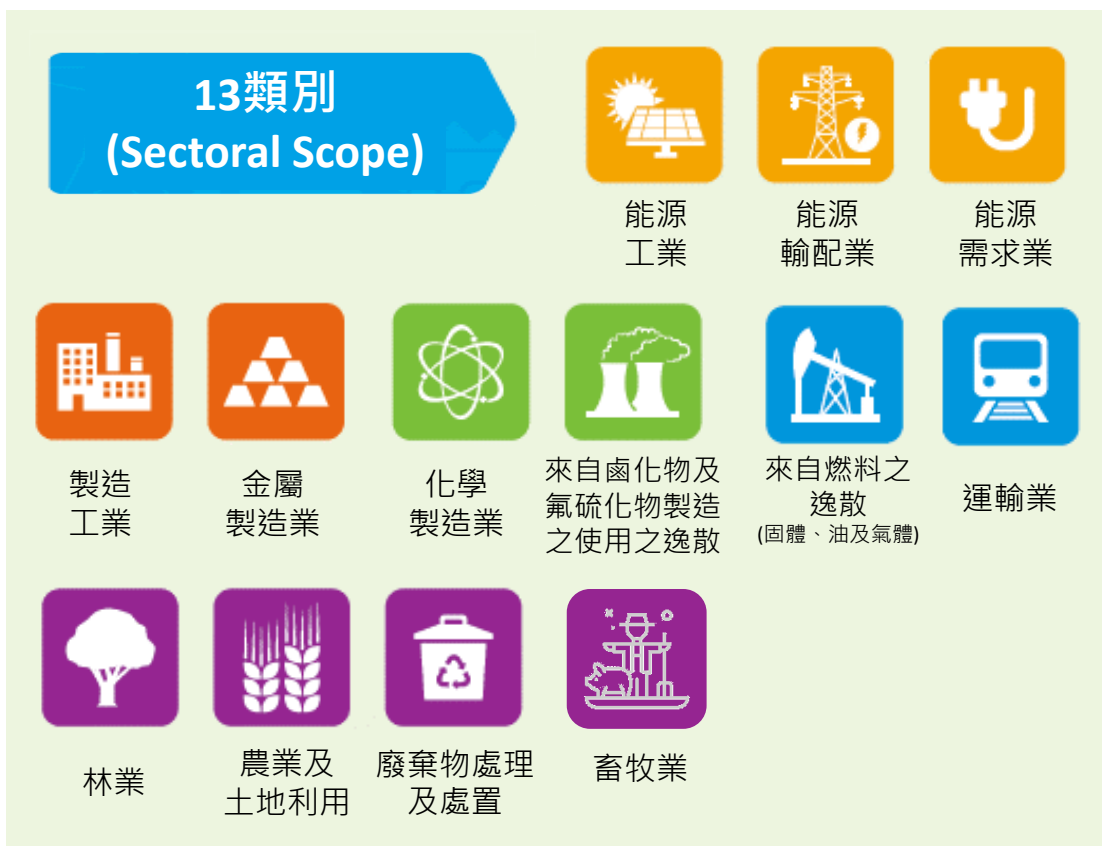 13類別
(Sectoral Scope)
能源
工業
能源
輸配業
能源
需求業
製造
工業
金屬
製造業
化學
製造業
來自鹵化物及
氟硫化物製造
之使用之逸散
來自燃料之
逸散
(固體、油及氣體)
運輸業
林業
農業及
土地利用
廢棄物處理
及處置
畜牧業